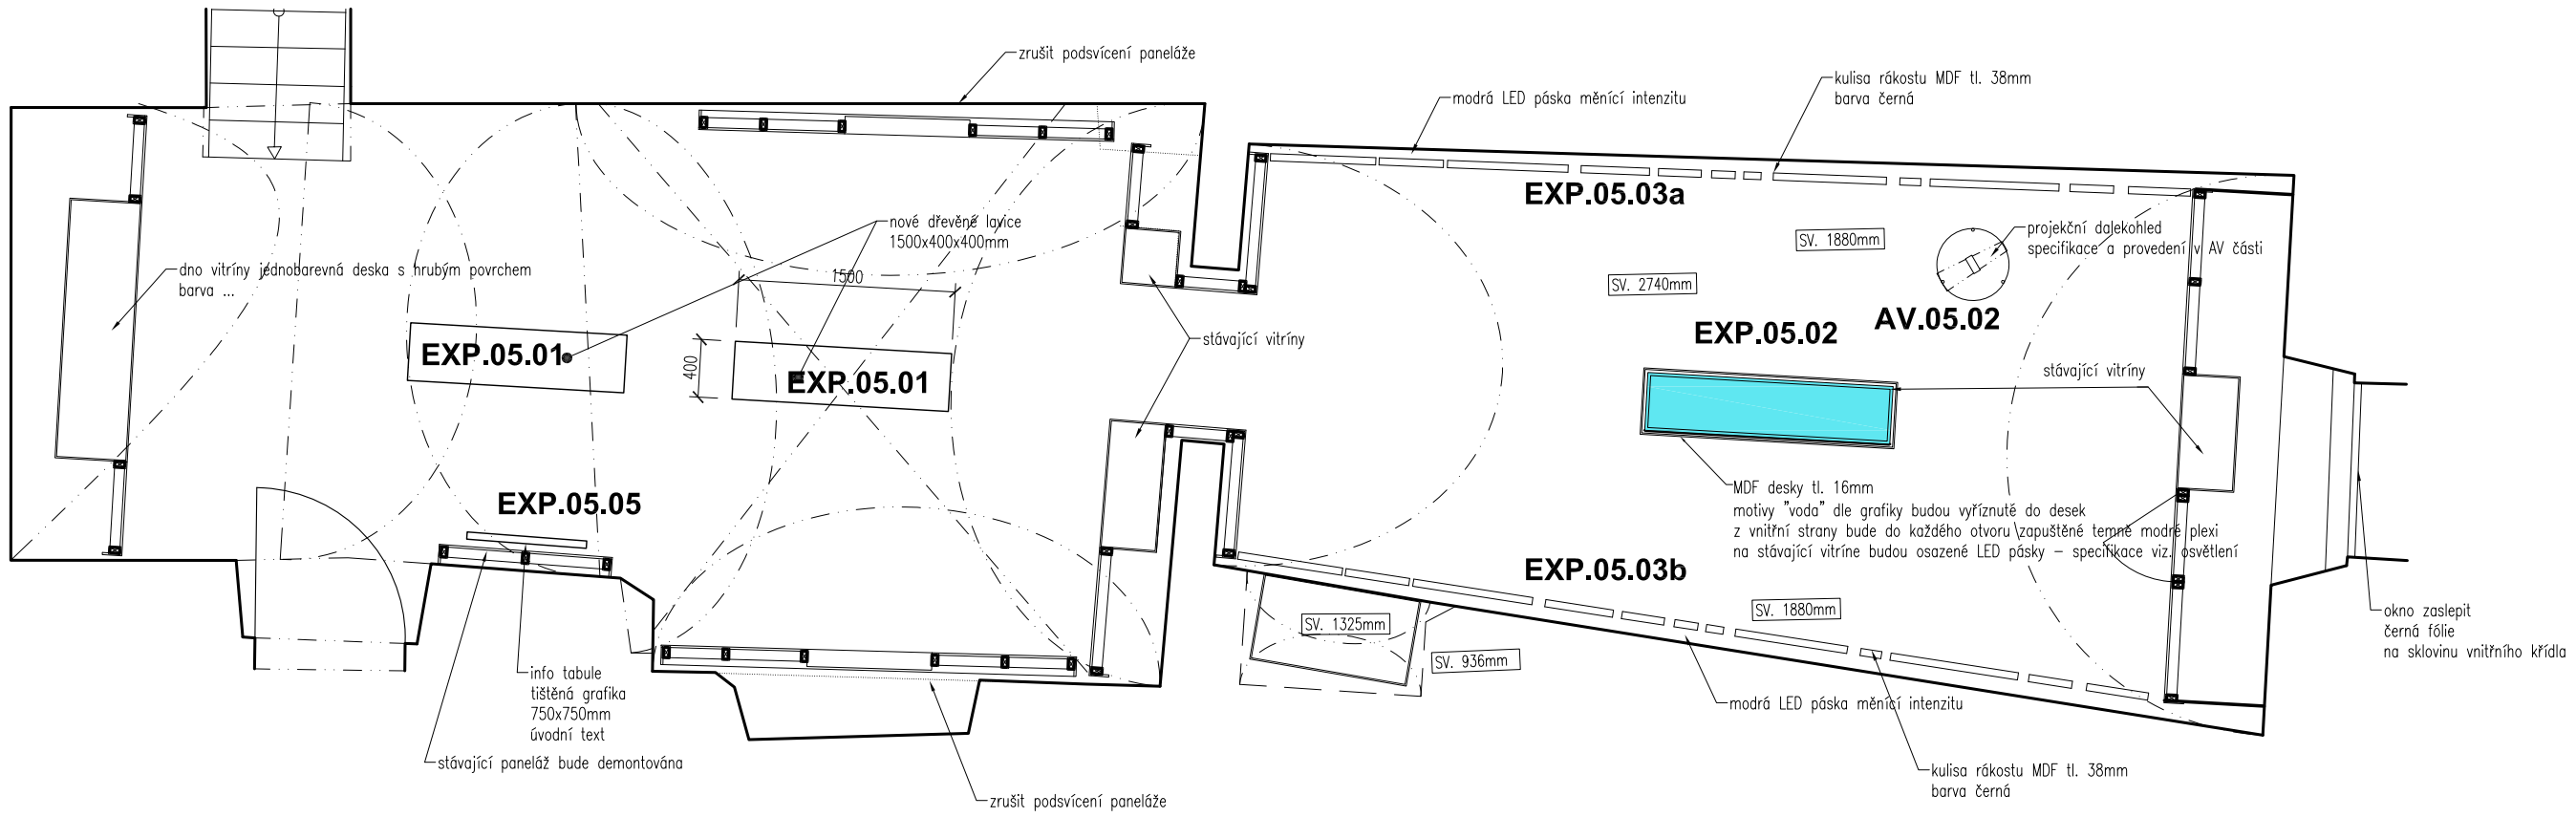 zrušit podsvícení paneláže
kulisa rákostu MDF tl. 38mm
barva černá
modrá LED páska měnící intenzitu
EXP.05.03a
nové dřevěné lavice
1500x400x400mm
projekční dalekohled
specifikace a provedení v AV části
SV. 1880mm
dno vitríny jednobarevná deska s hrubým povrchem
barva ...
1500
SV. 2740mm
AV.05.02
EXP.05.02
stávající vitríny
EXP.05.01
400
EXP.05.01
stávající vitríny
EXP.05.05
MDF desky tl. 16mm
motivy "voda" dle grafiky budou vyříznuté do desek
z vnitřní strany bude do každého otvoru zapuštěné temně modré plexi
na stávající vitríne budou osazené LED pásky – specifikace viz. osvětlení
EXP.05.03b
SV. 1880mm
SV. 1325mm
okno zaslepit
černá fólie
na sklovinu vnitřního křídla
SV. 936mm
info tabule
tištěná grafika
750x750mm
úvodní text
modrá LED páska měnící intenzitu
stávající paneláž bude demontována
kulisa rákostu MDF tl. 38mm
barva černá
zrušit podsvícení paneláže